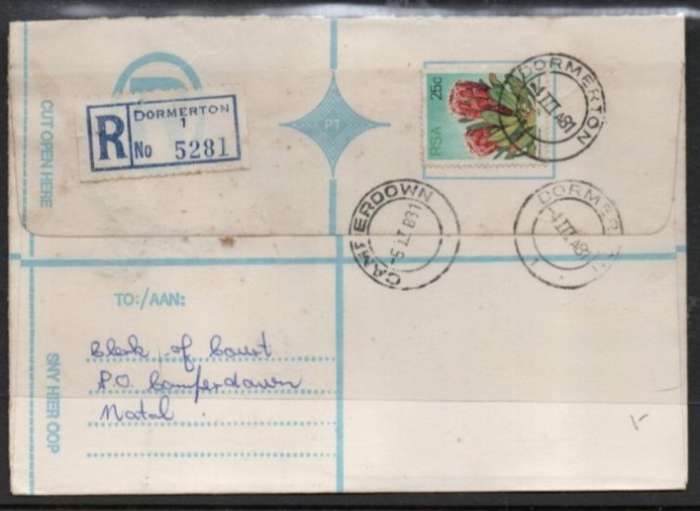 CUT OPEN HERE
DORMERTON
1
R No 5281
PT
RSA 25c
DORMERTON
CAMPERDOWN
DORMERTON
1
TO:/AAN:
Clerk of Court
P.O. Camperdown
Natal
SNY HIER OOP